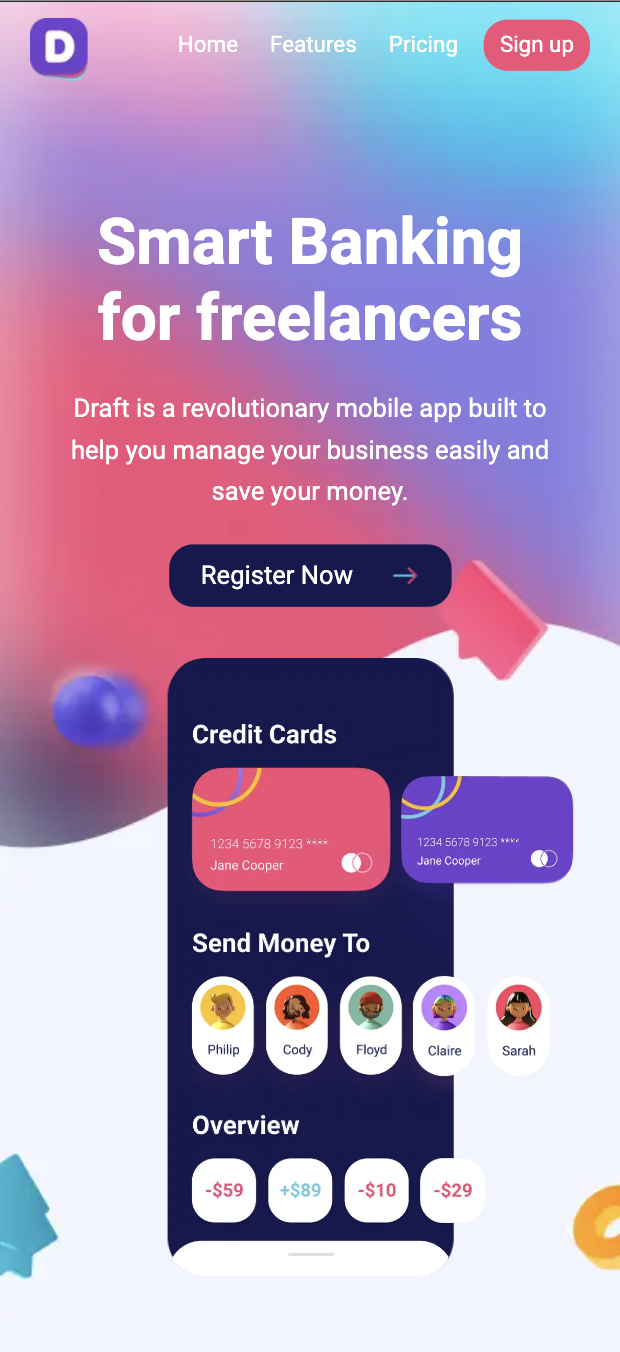 D
Home Features Pricing Sign up
Smart Banking
for freelancers
Draft is a revolutionary mobile app built to
help you manage your business easily and
save your money.
Register Now
Credit Cards
1234 5678 9123 ****
Jane Cooper
1234 5678 9123 ****
Jane Cooper
Send Money To
Philip Cody Floyd Claire Sarah
Overview
-$59 +$89 -$10 -$29